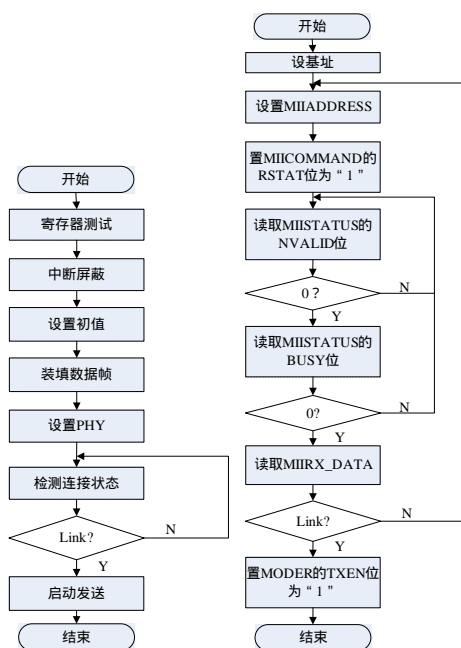 开始
寄存器测试
中断屏蔽
设置初值
装填数据帧
设置PHY
检测连接状态
Link?
N
Y
启动发送
结束
开始
设基址
设置MIIADDRESS
置MIICOMMAND的
RSTAT位为“1”
读取MIISTATUS的
NVALID位
0？
N
Y
读取MIISTATUS的
BUSY位
0?
N
Y
读取MIIRX_DATA
Link?
N
Y
置MODER的TXEN位
为“1”
结束